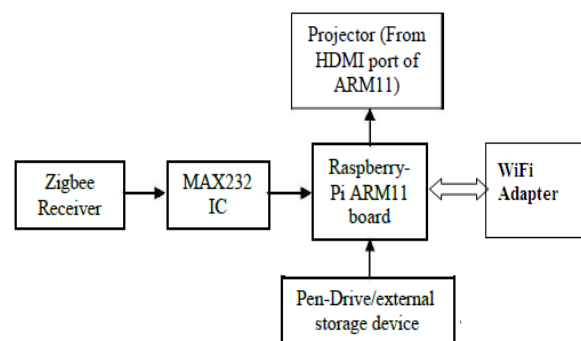 Projector (From
HDMI port of
ARM11)
Zigbee
Receiver
MAX232
IC
Raspberry-
Pi ARM11
board
WiFi
Adapter
Pen-Drive/external
storage device